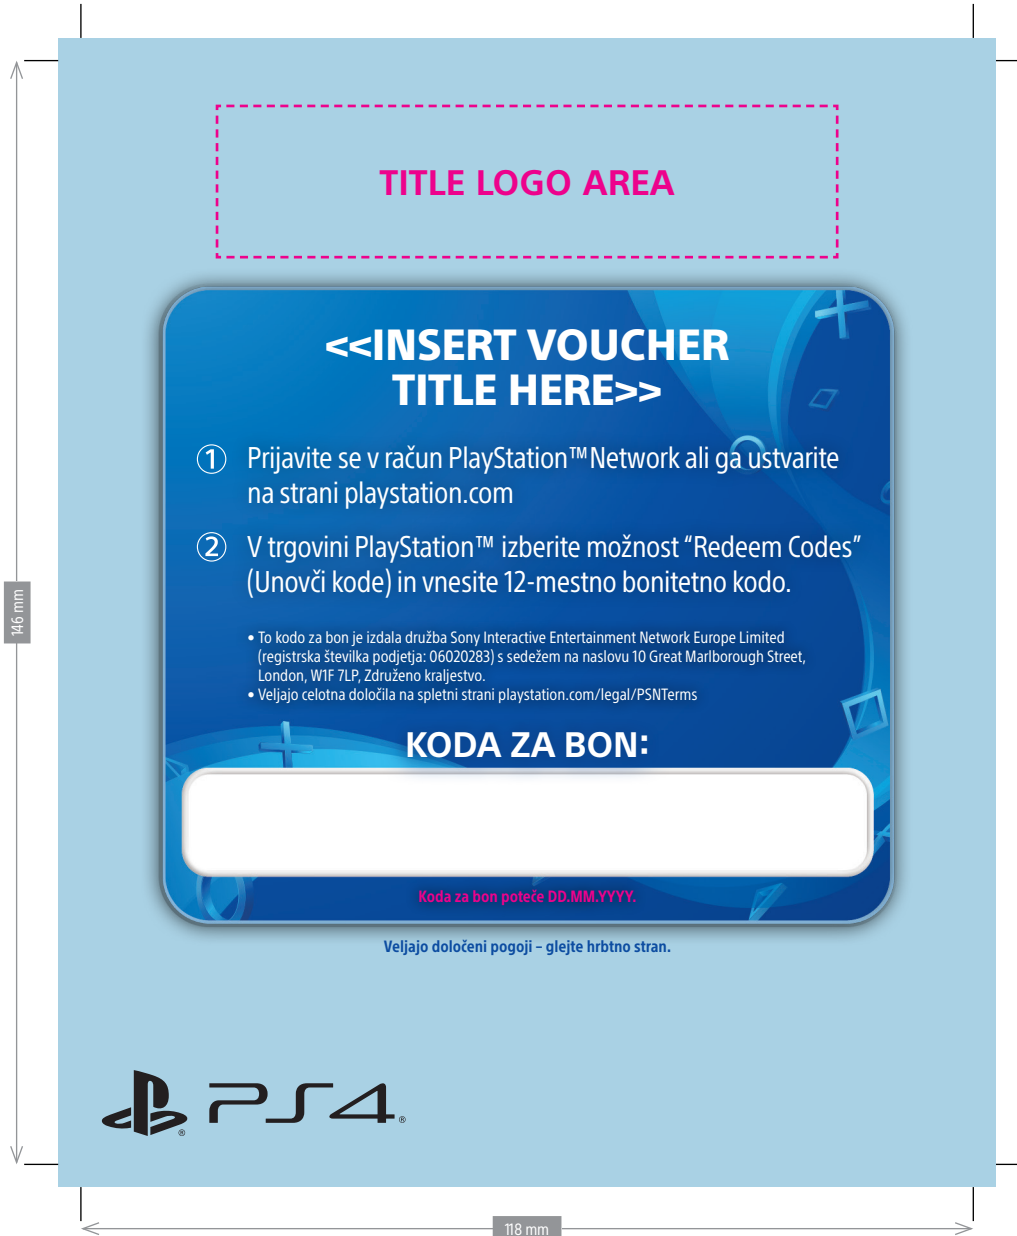 TITLE LOGO AREA
<<INSERT VOUCHER
TITLE HERE>>
1 Prijavite se v račun PlayStation™Network ali ga ustvarite
na strani playstation.com
2 V trgovini PlayStation™ izberite možnost “Redeem Codes”
(Unovči kode) in vnesite 12-mestno bonitetno kodo.
• To kodo za bon je izdala družba Sony Interactive Entertainment Network Europe Limited
(registrska številka podjetja: 06020283) s sedežem na naslovu 10 Great Marlborough Street,
London, W1F 7LP, Združeno kraljestvo.
• Veljajo celotna določila na spletni strani playstation.com/legal/PSNTerms
KODA ZA BON:
Koda za bon poteče DD.MM.YYYY.
Veljajo določeni pogoji – glejte hrbtno stran.
146 mm
® PS4®
118 mm